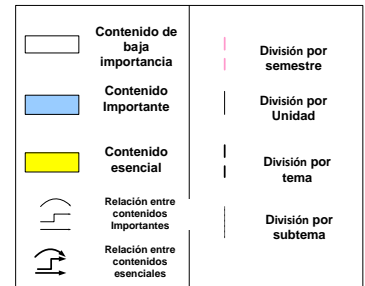 Contenido de
baja
importancia
Contenido
Importante
Contenido
esencial
Relación entre
contenidos
Importantes
Relación entre
contenidos
esenciales
División por
semestre
División por
Unidad
División por
tema
División por
subtema